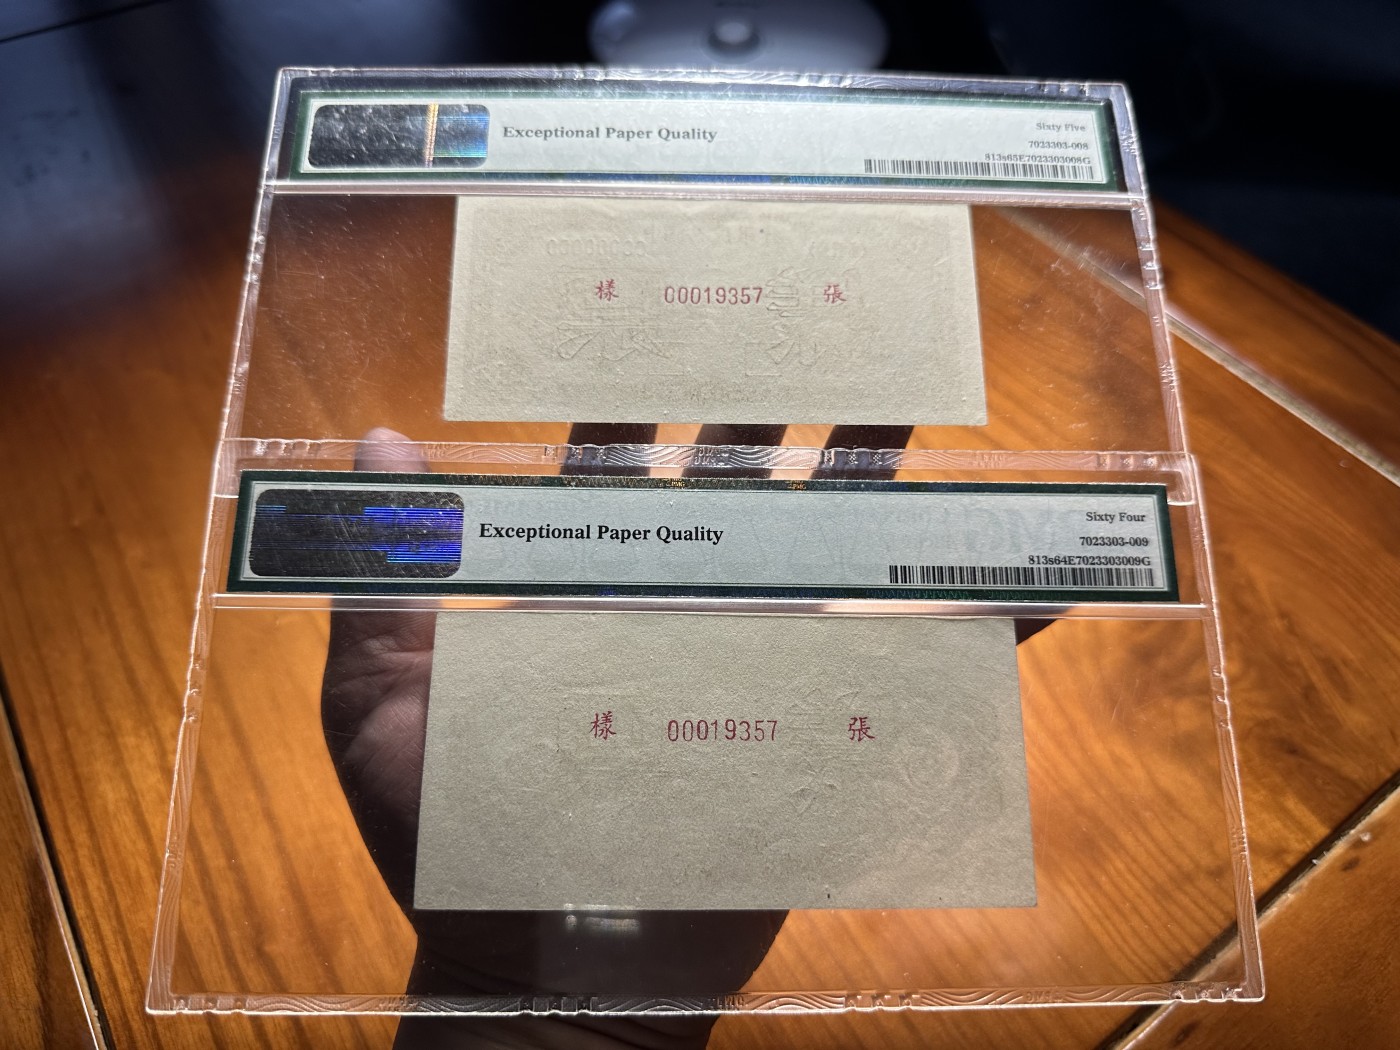 Exceptional Paper Quality
Sixty Five
7023303-008
813s65E7023303008G
樣 00019357 張
Exceptional Paper Quality
Sixty Four
7023303-009
813s64E7023303009G
樣 00019357 張